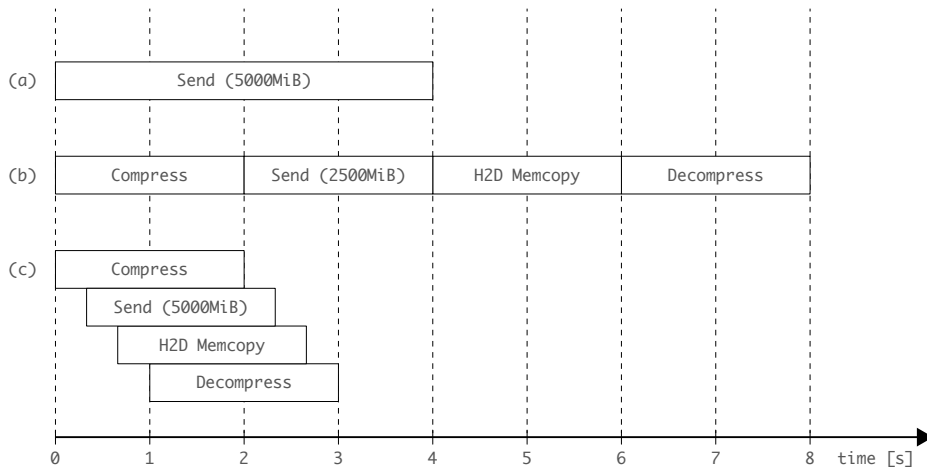 (a) Send (5000MiB)
(b) Compress Send (2500MiB) H2D Memcopy Decompress
(c) Compress
Send (5000MiB)
H2D Memcopy
Decompress
0 1 2 3 4 5 6 7 8 time [s]